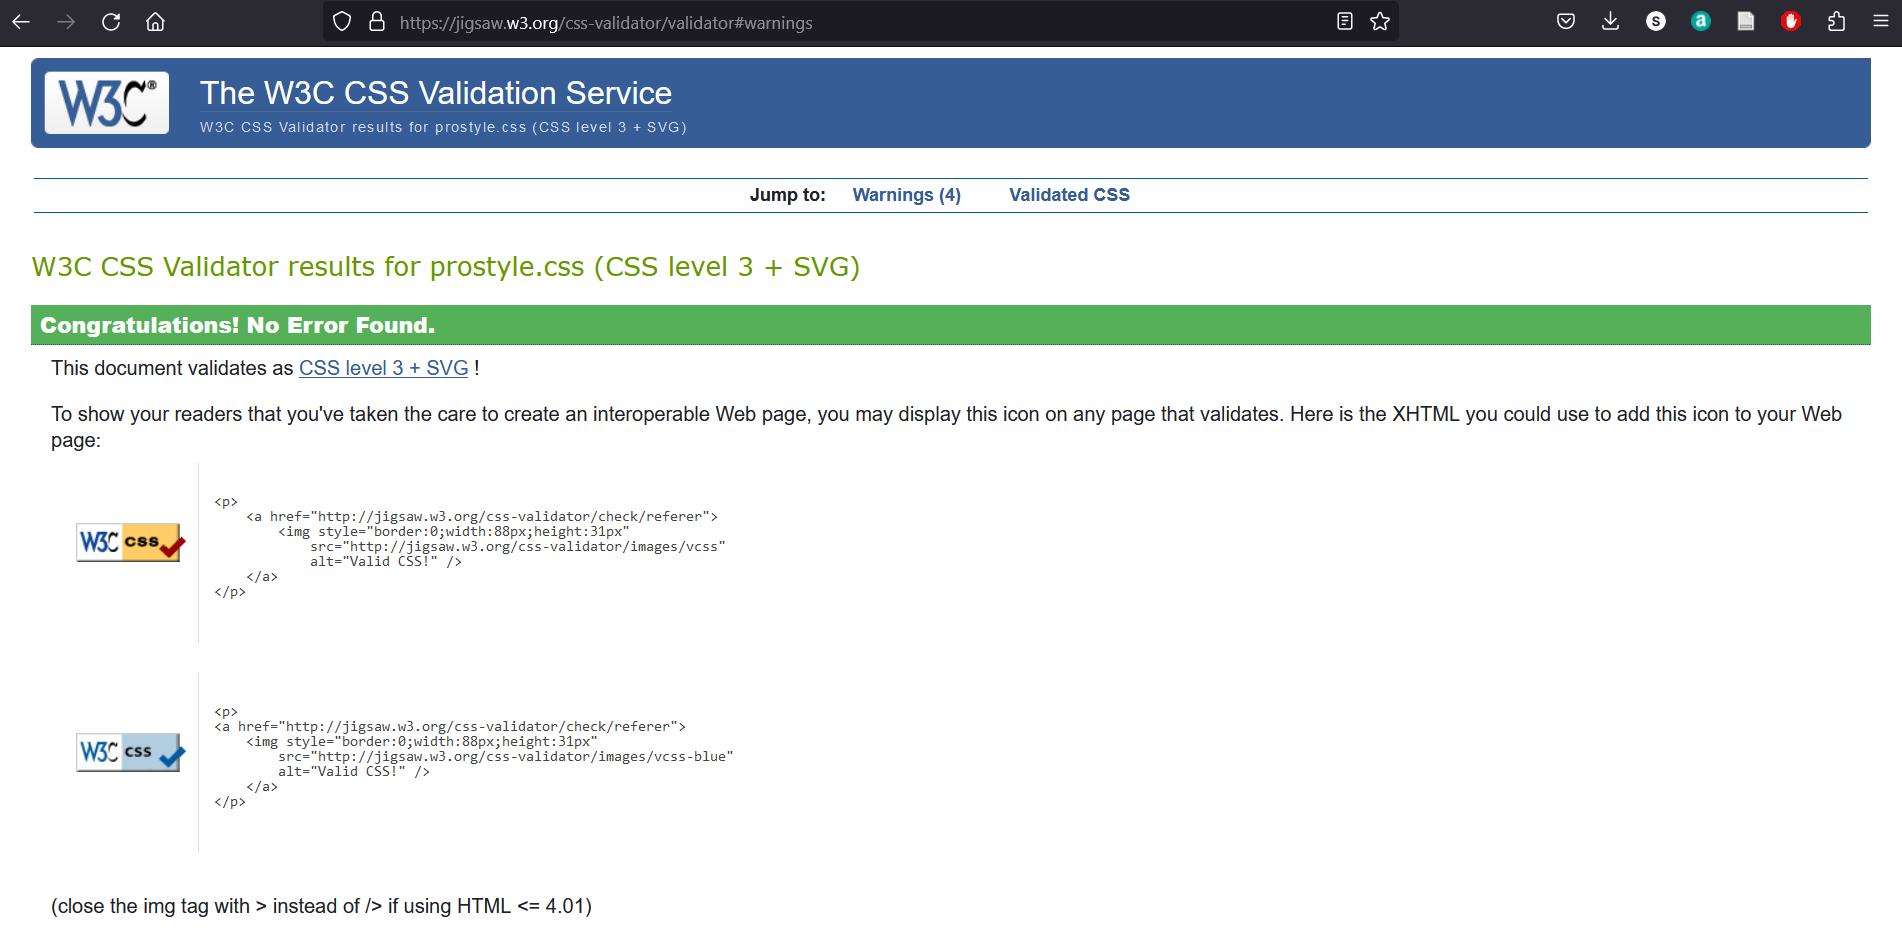 https://jigsaw.w3.org/css-validator/validator#warnings
S
a
W3C®
The W3C CSS Validation Service
W3C CSS Validator results for prostyle.css (CSS level 3 + SVG)
Jump to: Warnings (4) Validated CSS
W3C CSS Validator results for prostyle.css (CSS level 3 + SVG)
Congratulations! No Error Found.
This document validates as CSS level 3 + SVG !
To show your readers that you've taken the care to create an interoperable Web page, you may display this icon on any page that validates. Here is the XHTML you could use to add this icon to your Web
page:
<p>
    <a href="http://jigsaw.w3.org/css-validator/check/referer">
        <img style="border:0;width:88px;height:31px"
            src="http://jigsaw.w3.org/css-validator/images/vcss"
            alt="Valid CSS!" />
    </a>
</p>
W3C css
<p>
<a href="http://jigsaw.w3.org/css-validator/check/referer">
    <img style="border:0;width:88px;height:31px"
        src="http://jigsaw.w3.org/css-validator/images/vcss-blue"
        alt="Valid CSS!" />
    </a>
</p>
W3C css
(close the img tag with > instead of /> if using HTML <= 4.01)